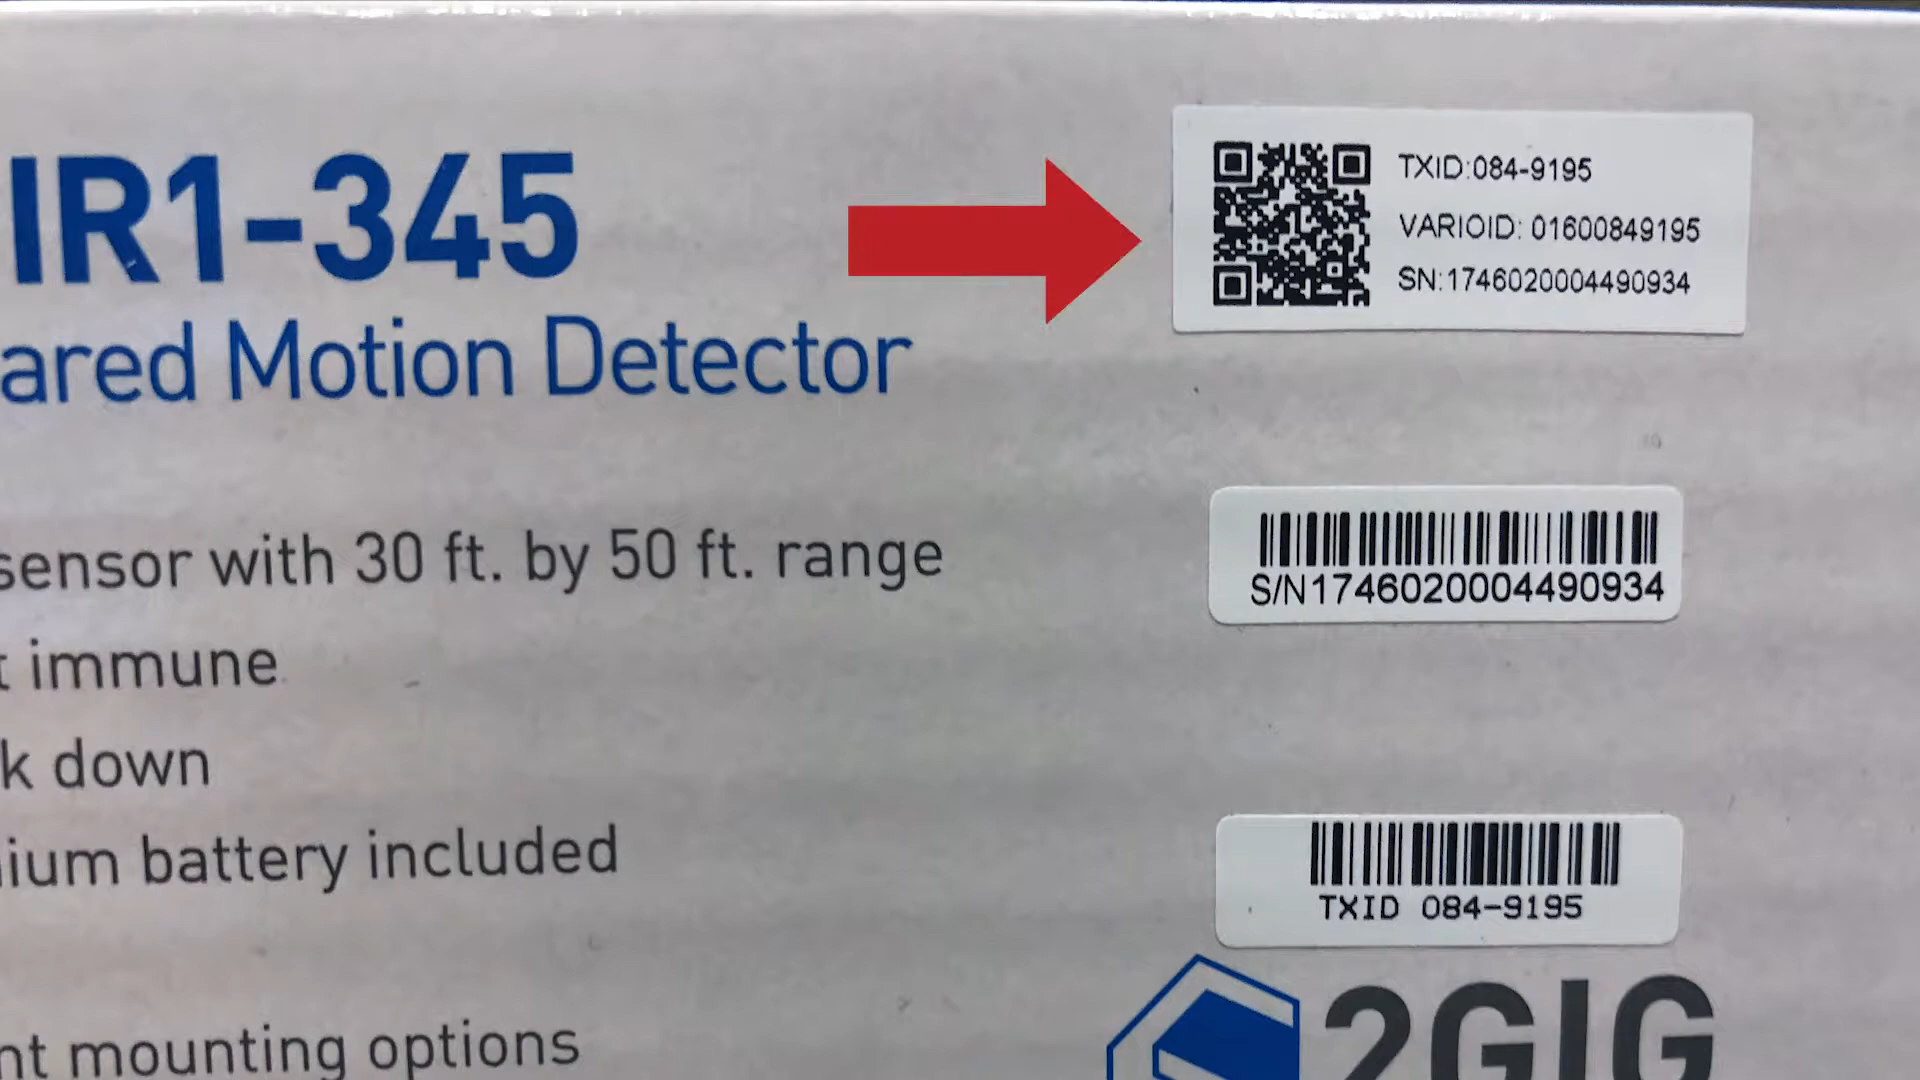 IR1-345
ared Motion Detector
sensor with 30 ft. by 50 ft. range
t immune
k down
ium battery included
nt mounting options
TXID:084-9195
VARIOID: 01600849195
SN:1746020004490934
S/N1746020004490934
TXID 084-9195
2GIG